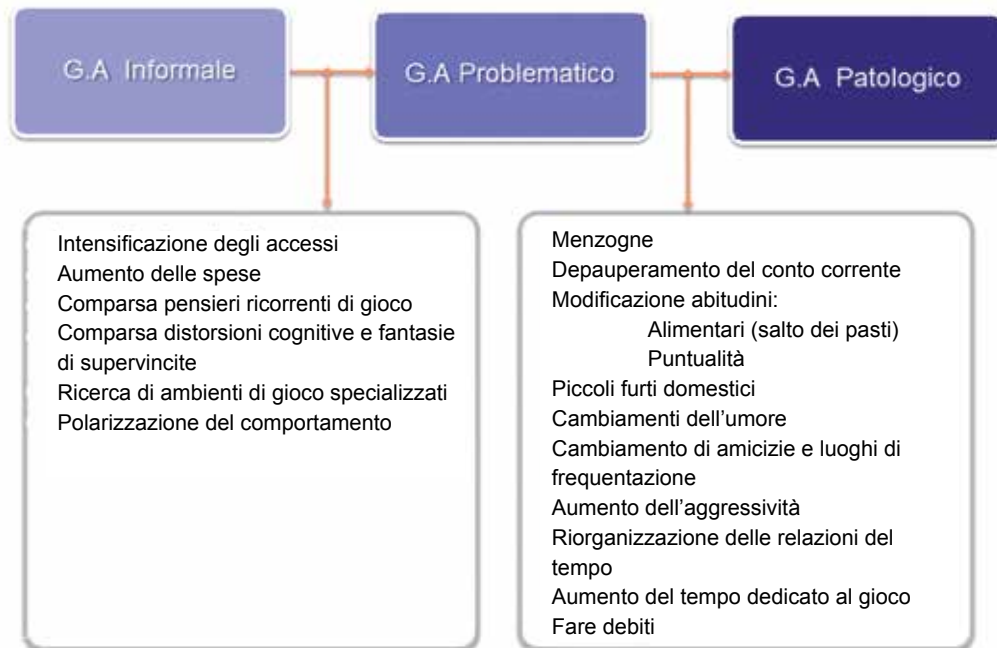 G.A Informale
G.A Problematico
G.A Patologico
Intensificazione degli accessi
Aumento delle spese
Comparsa pensieri ricorrenti di gioco
Comparsa distorsioni cognitive e fantasie
di supervincite
Ricerca di ambienti di gioco specializzati
Polarizzazione del comportamento
Menzogne
Depauperamento del conto corrente
Modificazione abitudini:
Alimentari (salto dei pasti)
Puntualità
Piccoli furti domestici
Cambiamenti dell’umore
Cambiamento di amicizie e luoghi di
frequentazione
Aumento dell’aggressività
Riorganizzazione delle relazioni del
tempo
Aumento del tempo dedicato al gioco
Fare debiti